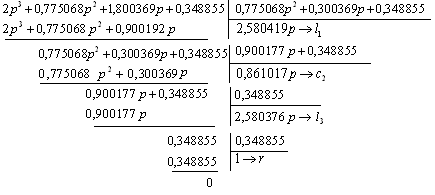 2p³+0,775068p²+1,800369p+0,348855 | 0,775068p²+0,300369p+0,348855
2p³+0,775068p²+0,900192p | 2,580419p→l₁
0,775068p²+0,300369p+0,348855 | 0,900177p+0,348855
0,775068 p²+0,300369p | 0,861017p→c₂
0,900177p+0,348855 | 0,348855
0,900177p | 2,580376p→l₃
0,348855 | 0,348855
0,348855 | 1→r
0